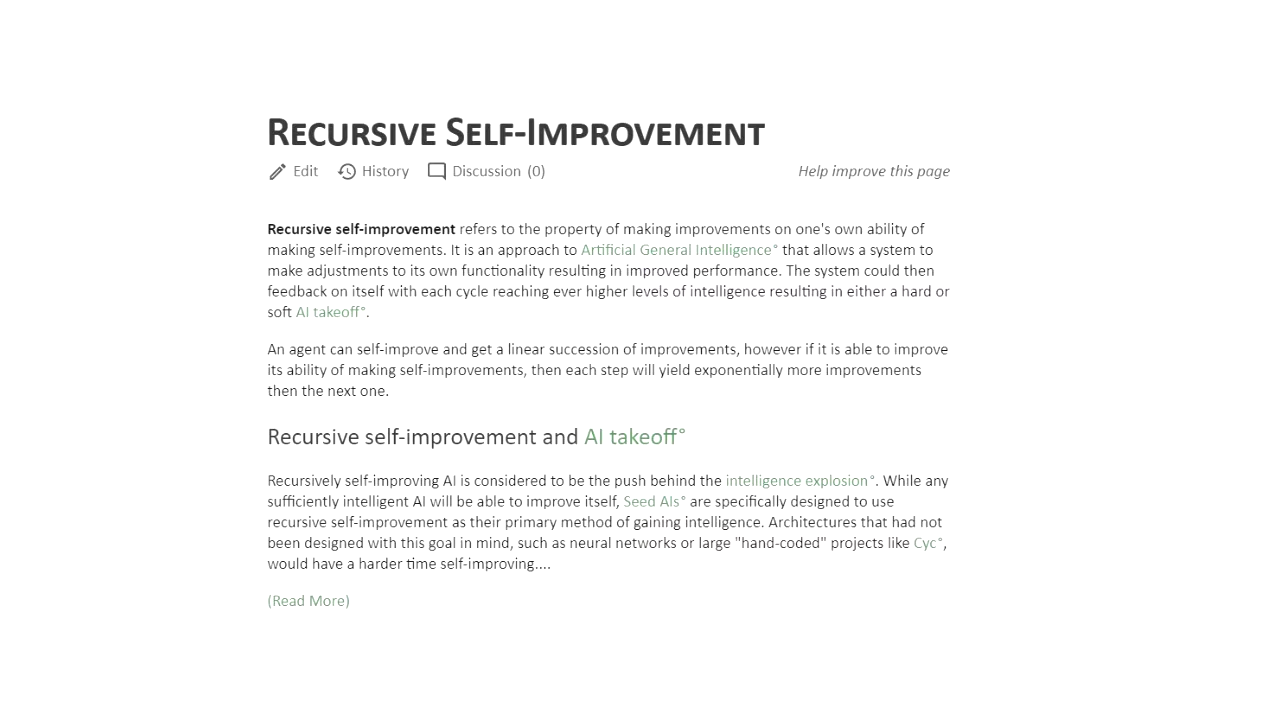 Recursive Self-Improvement
Edit History Discussion (0) Help improve this page
Recursive self-improvement refers to the property of making improvements on one's own ability of
making self-improvements. It is an approach to Artificial General Intelligence° that allows a system to
make adjustments to its own functionality resulting in improved performance. The system could then
feedback on itself with each cycle reaching ever higher levels of intelligence resulting in either a hard or
soft AI takeoff°.
An agent can self-improve and get a linear succession of improvements, however if it is able to improve
its ability of making self-improvements, then each step will yield exponentially more improvements
then the next one.
Recursive self-improvement and AI takeoff°
Recursively self-improving AI is considered to be the push behind the intelligence explosion°. While any
sufficiently intelligent AI will be able to improve itself, Seed AIs° are specifically designed to use
recursive self-improvement as their primary method of gaining intelligence. Architectures that had not
been designed with this goal in mind, such as neural networks or large "hand-coded" projects like Cyc°,
would have a harder time self-improving....
(Read More)